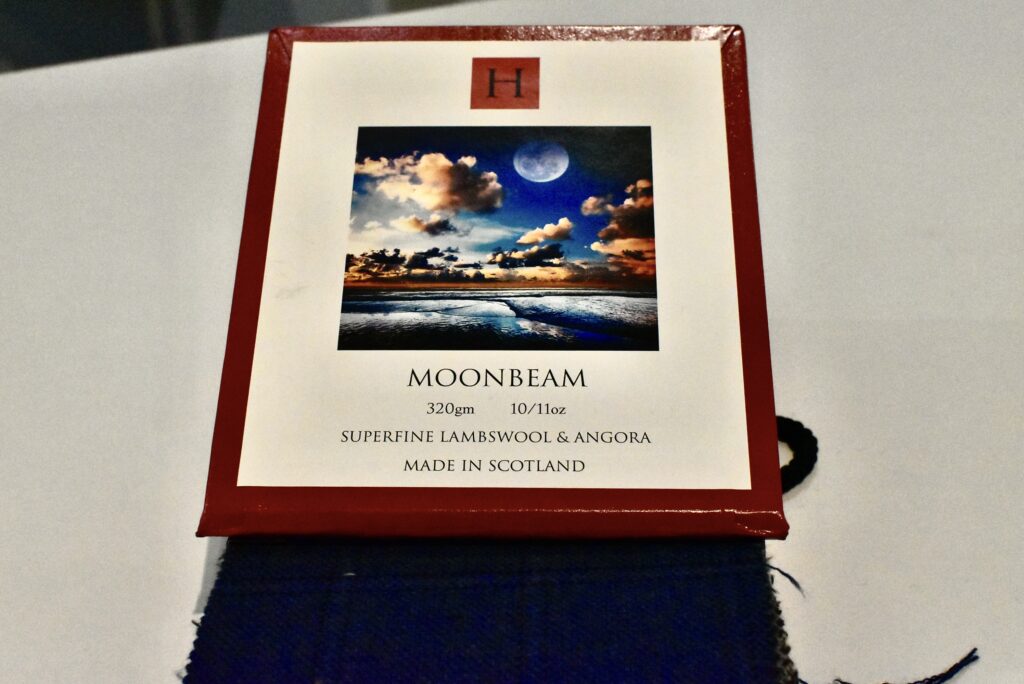 H
MOONBEAM
320gm 10/11oz
SUPERFINE LAMBSWOOL & ANGORA
MADE IN SCOTLAND